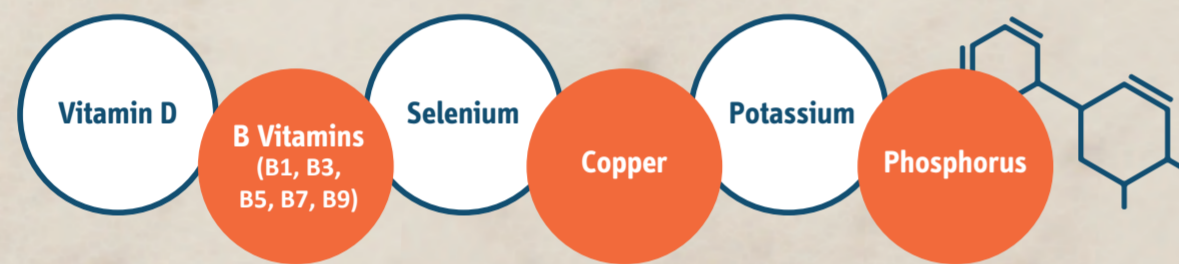 Vitamin D
B Vitamins
(B1, B3,
B5, B7, B9)
Selenium
Copper
Potassium
Phosphorus